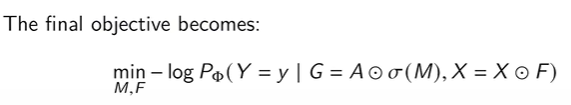 The final objective becomes:
min − log PΦ(Y = y | G = A ⊙ σ(M), X = X ⊙ F)
M,F